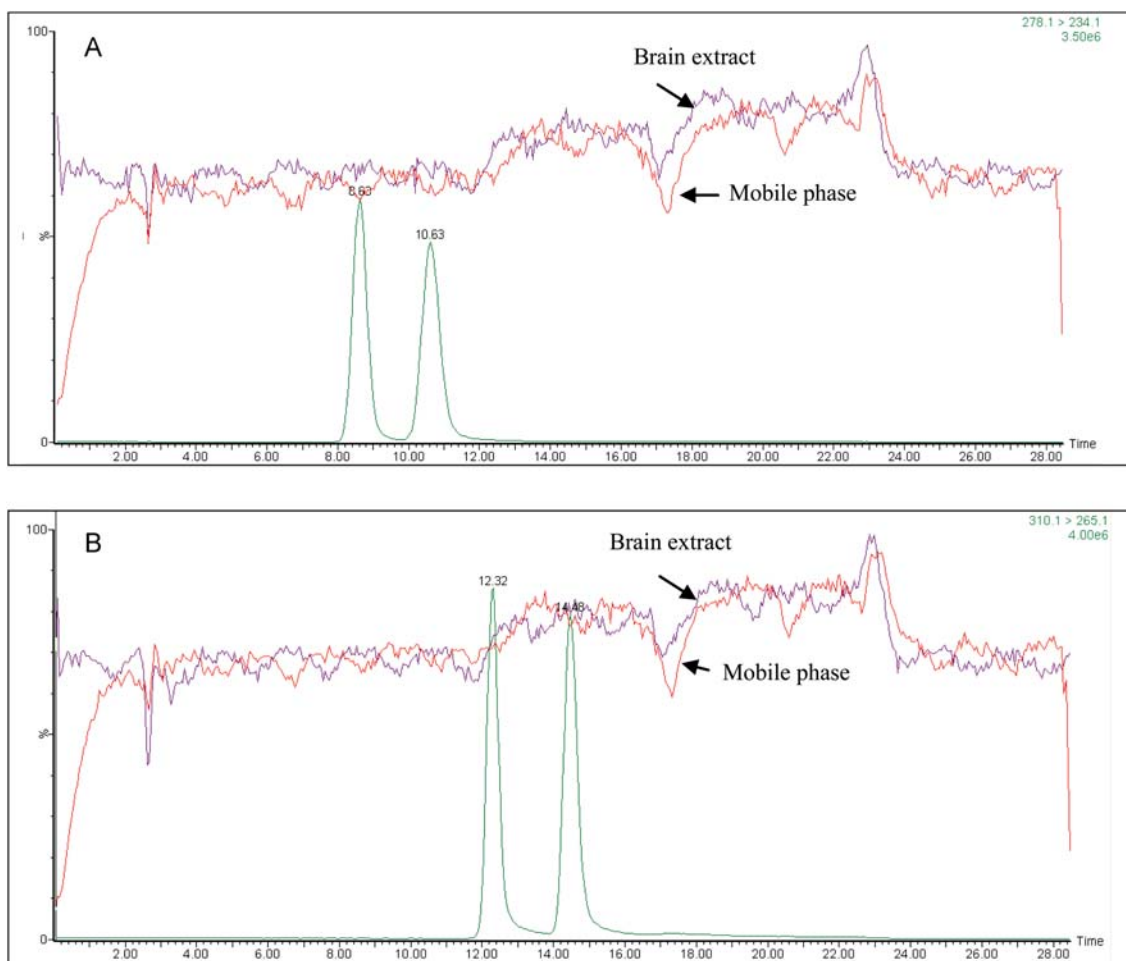 A
278.1 > 234.1
3.50e6
100
Brain extract
Mobile phase
8.63
10.63
%
0
Time
2.00 4.00 6.00 8.00 10.00 12.00 14.00 16.00 18.00 20.00 22.00 24.00 26.00 28.00
B
310.1 > 265.1
4.00e6
100
Brain extract
Mobile phase
12.32
14.48
%
0
Time
2.00 4.00 6.00 8.00 10.00 12.00 14.00 16.00 18.00 20.00 22.00 24.00 26.00 28.00